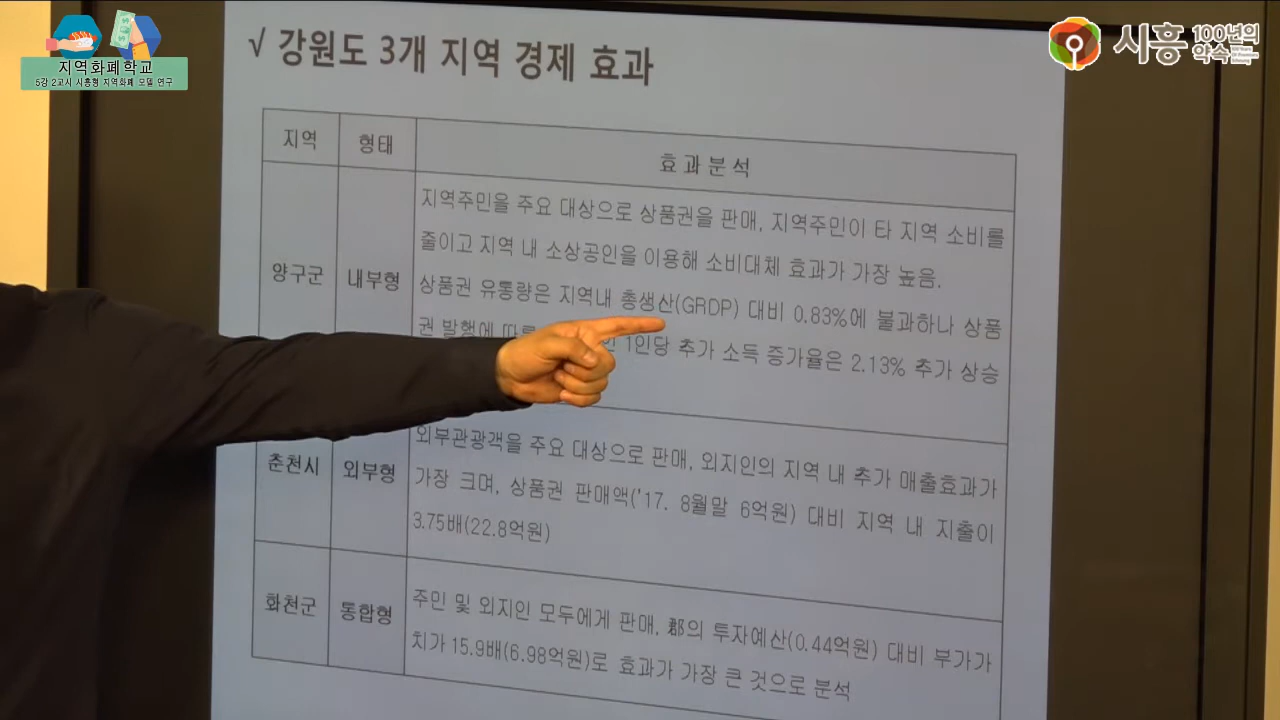 지역화폐학교
5강 2교시 시흥형 지역화폐 모델 연구
시흥 100년의 약속
√ 강원도 3개 지역 경제 효과
지역 형태 효과분석
양구군 내부형
지역주민을 주요 대상으로 상품권을 판매, 지역주민이 타 지역 소비를
줄이고 지역 내 소상공인을 이용해 소비대체 효과가 가장 높음.
상품권 유통량은 지역내 총생산(GRDP) 대비 0.83%에 불과하나 상품
권 발행에 따른 1인당 추가 소득 증가율은 2.13% 추가 상승
춘천시 외부형
외부관광객을 주요 대상으로 판매, 외지인의 지역 내 추가 매출효과가
가장 크며, 상품권 판매액('17. 8월말 6억원) 대비 지역 내 지출이
3.75배(22.8억원)
화천군 통합형
주민 및 외지인 모두에게 판매, 郡의 투자예산(0.44억원) 대비 부가가
치가 15.9배(6.98억원)로 효과가 가장 큰 것으로 분석